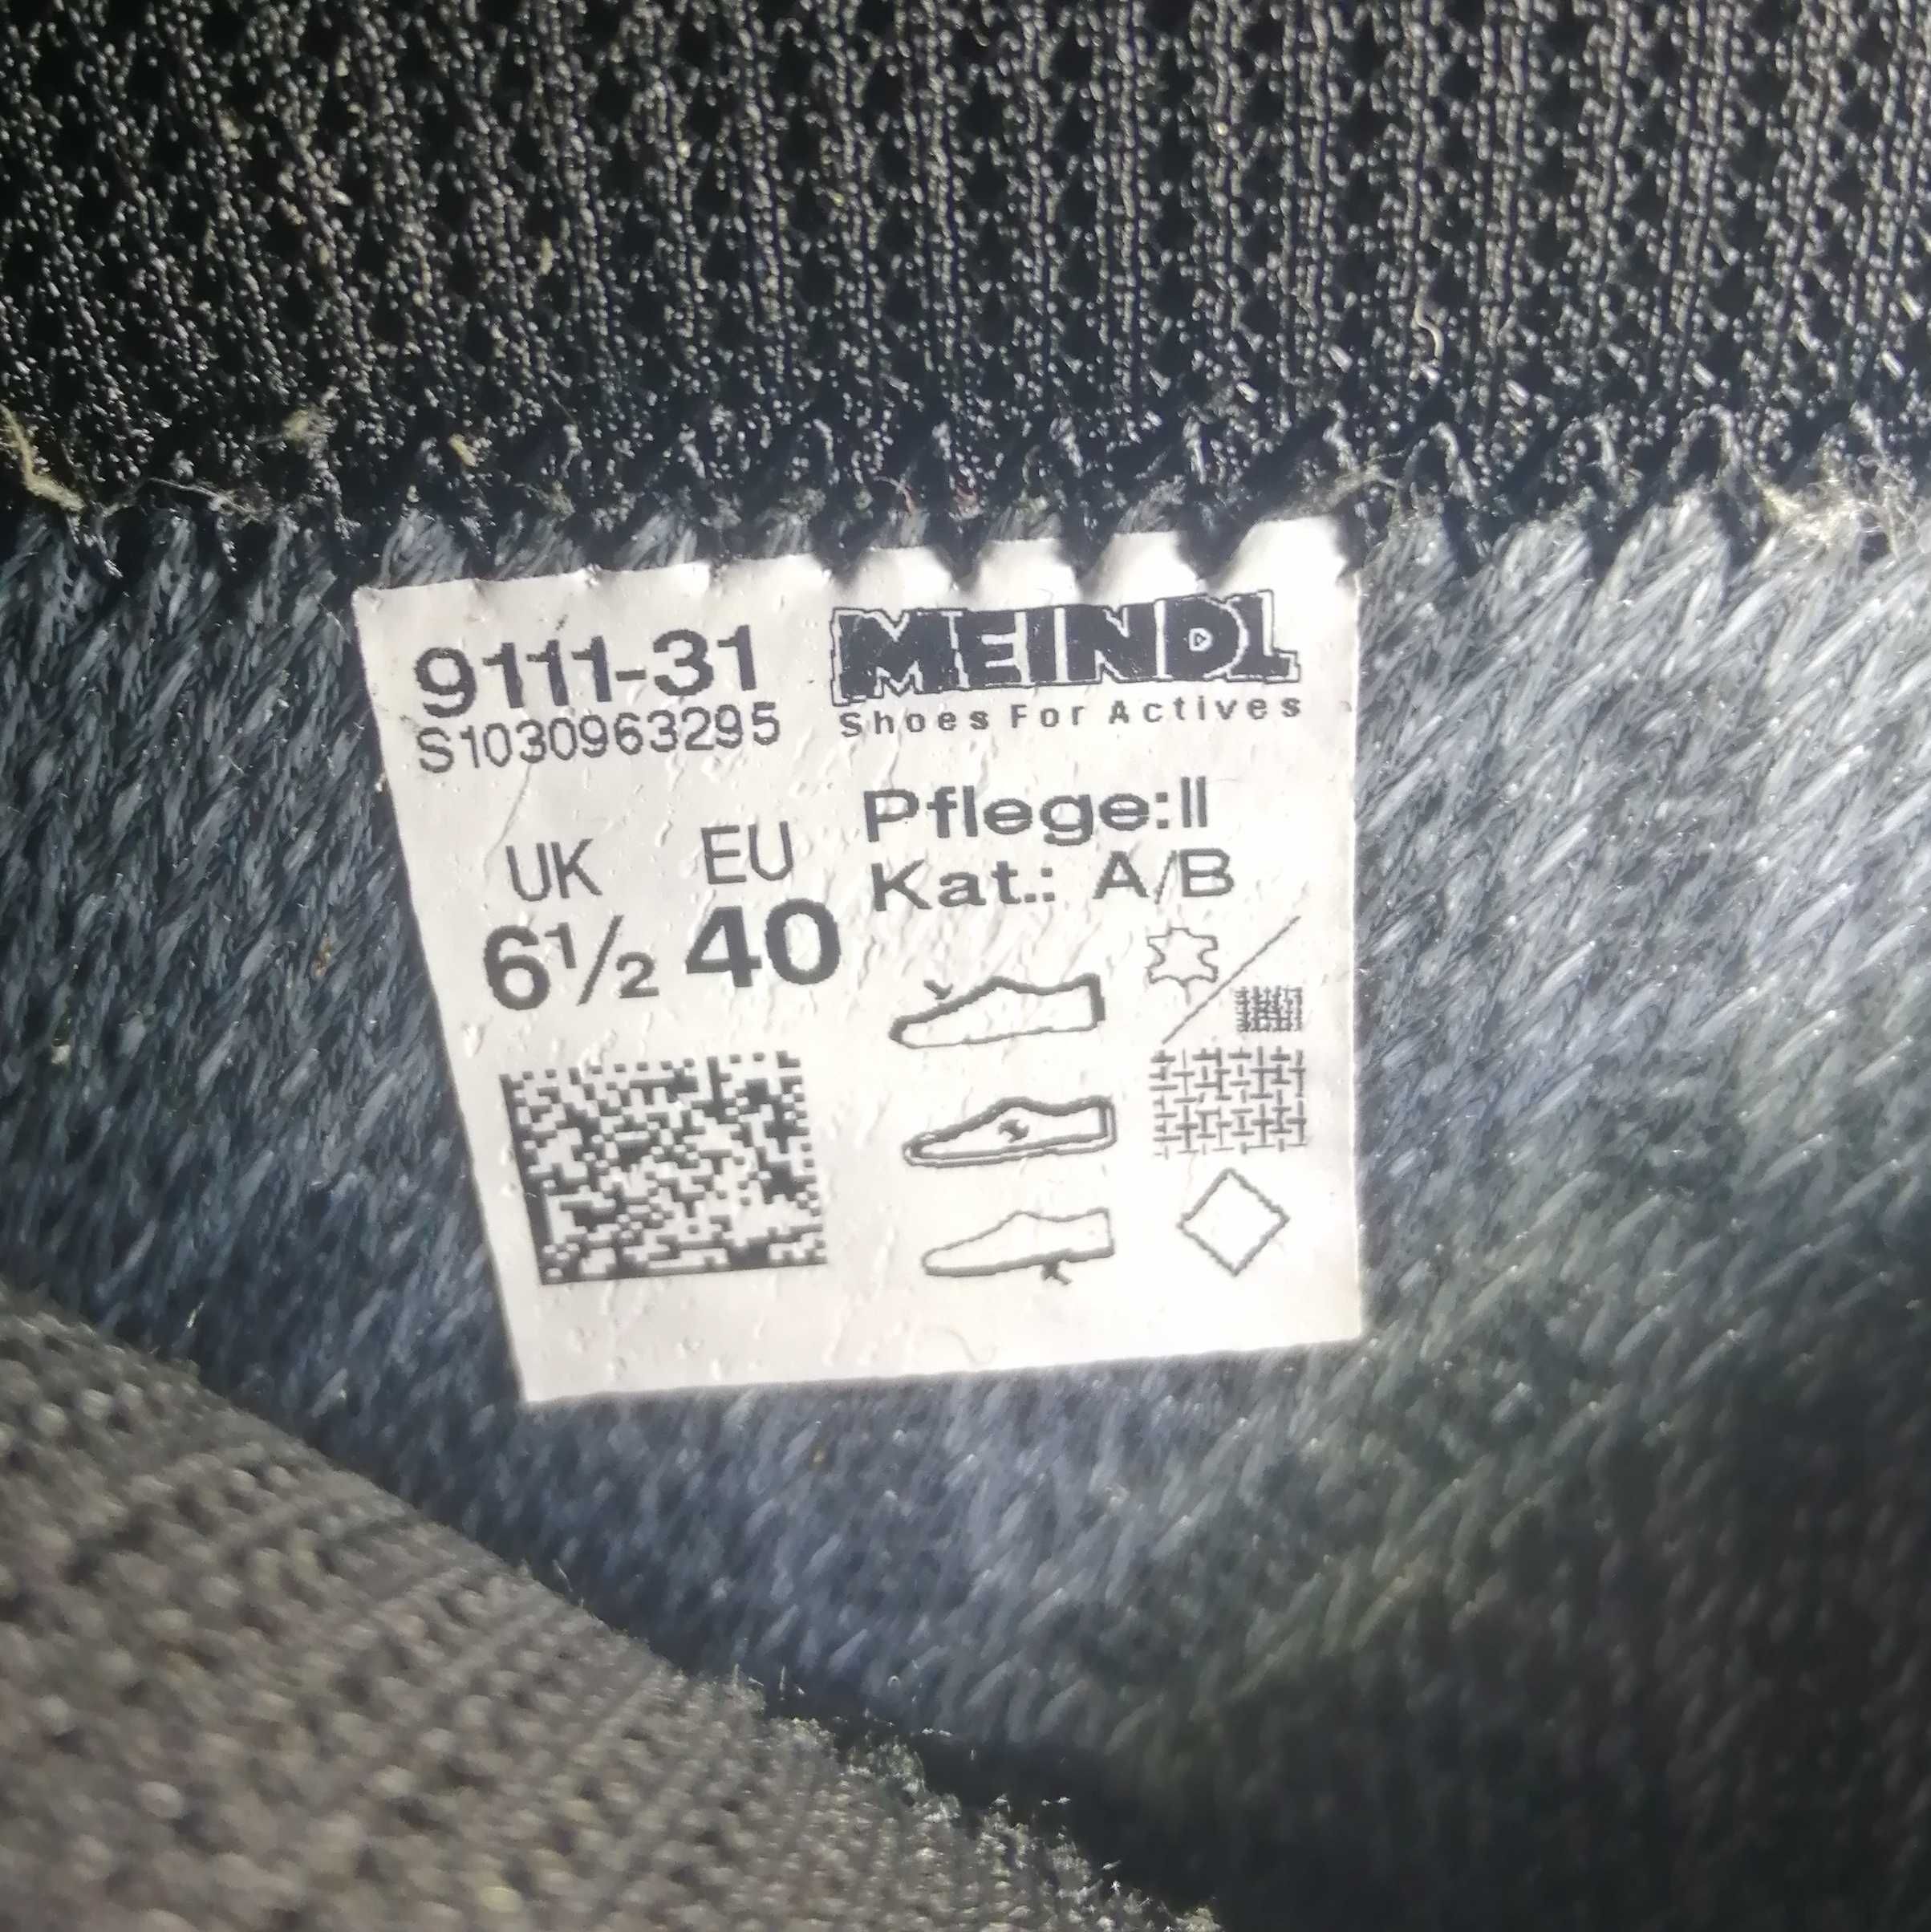 9111-31
S1030963295
MEINDL
Shoes For Actives
UK EU
6½ 40
Pflege:II
Kat.: A/B